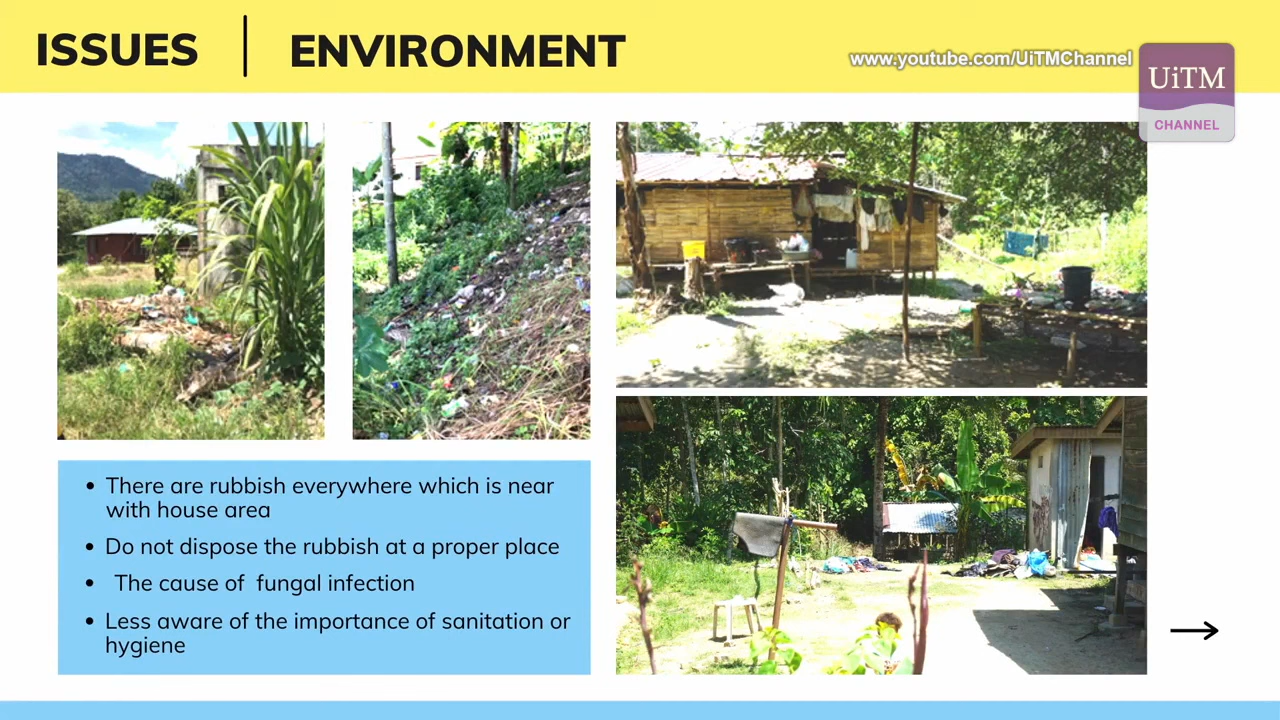 ISSUES
ENVIRONMENT
www.youtube.com/UiTMChannel
UiTM
CHANNEL
There are rubbish everywhere which is near
with house area
Do not dispose the rubbish at a proper place
The cause of fungal infection
Less aware of the importance of sanitation or
hygiene